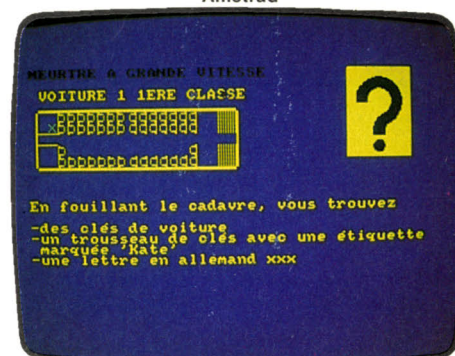 Amstrad
MEURTRE A GRANDE VITESSE
VOITURE 1 1ERE CLASSE
?
En fouillant le cadavre, vous trouvez
-des clés de voiture
-un trousseau de clés avec une étiquette
marquée 'Kate'
-une lettre en allemand xxx